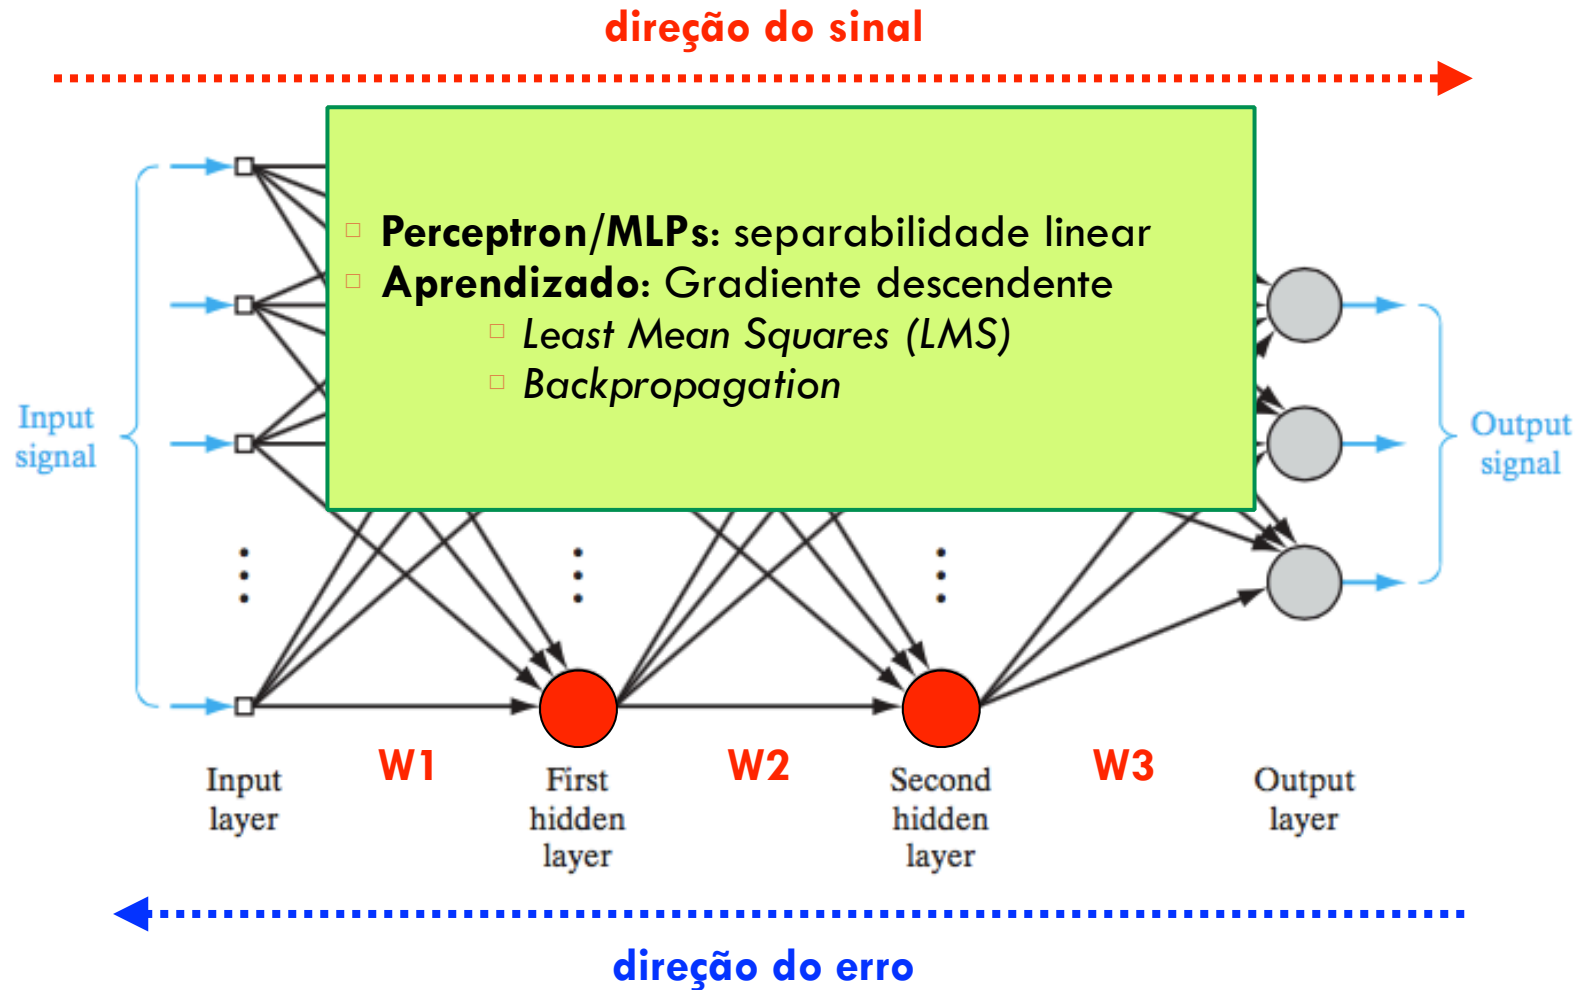 direção do sinal
Perceptron/MLPs: separabilidade linear
Aprendizado: Gradiente descendente
Least Mean Squares (LMS)
Backpropagation
Input
signal
Output
signal
W1
W2
W3
Input
layer
First
hidden
layer
Second
hidden
layer
Output
layer
direção do erro